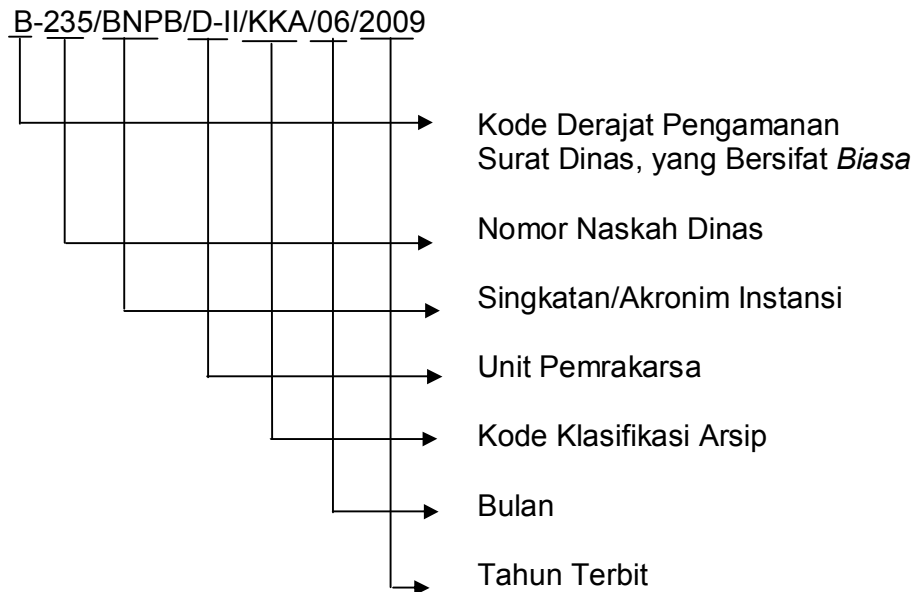 B-235/BNPB/D-II/KKA/06/2009
Kode Derajat Pengamanan
Surat Dinas, yang Bersifat Biasa
Nomor Naskah Dinas
Singkatan/Akronim Instansi
Unit Pemrakarsa
Kode Klasifikasi Arsip
Bulan
Tahun Terbit